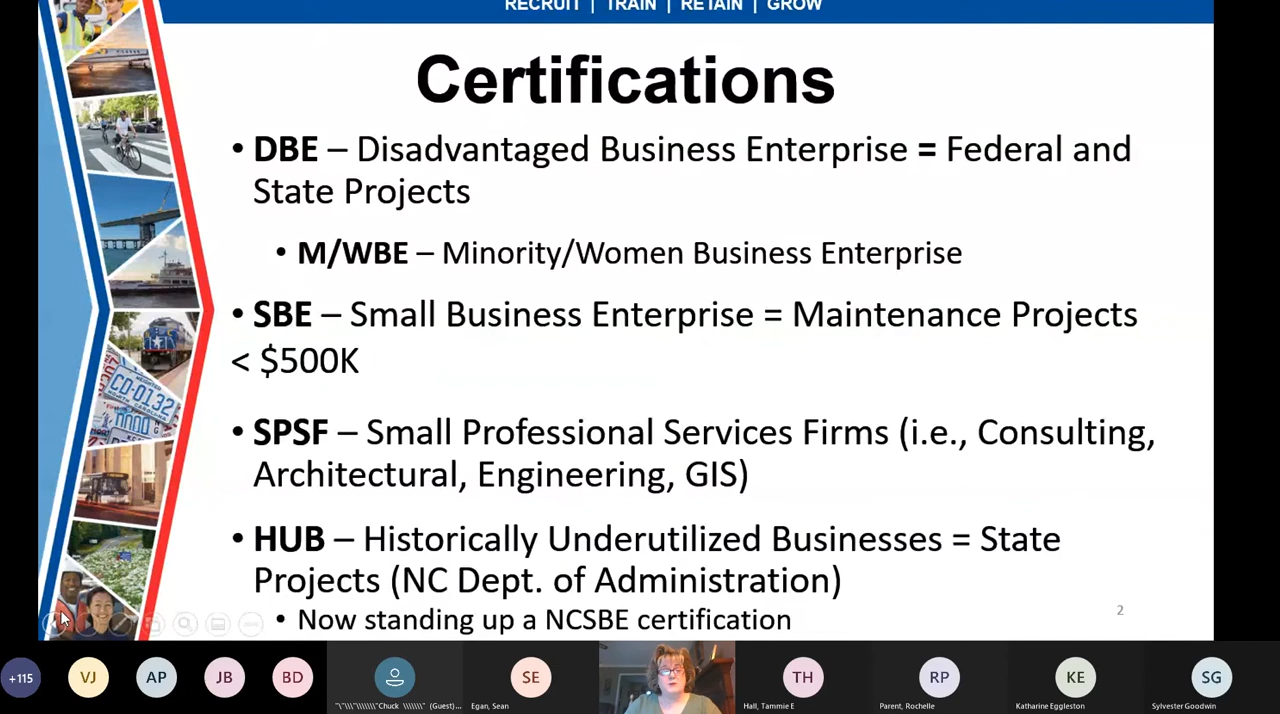 RECRUIT | TRAIN | RETAIN | GROW
Certifications
• DBE – Disadvantaged Business Enterprise = Federal and
State Projects
• M/WBE – Minority/Women Business Enterprise
• SBE – Small Business Enterprise = Maintenance Projects
< $500K
• SPSF – Small Professional Services Firms (i.e., Consulting,
Architectural, Engineering, GIS)
• HUB – Historically Underutilized Businesses = State
Projects (NC Dept. of Administration)
• Now standing up a NCSBE certification
2
CD-0132
+115
VJ
AP
JB
BD
SE
TH
RP
KE
SG
(Guest)...
Egan, Sean
Hall, Tammie E
Parent, Rochelle
Katharine Eggleston
Sylvester Goodwin